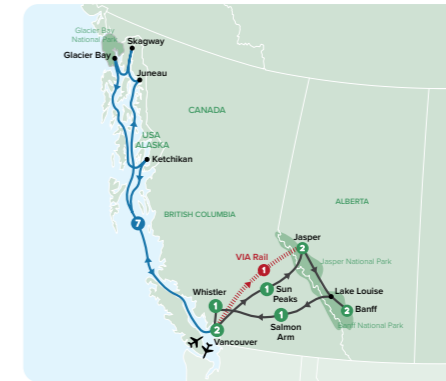 Glacier Bay
National Park
Skagway
Glacier Bay
Juneau
CANADA
USA
ALASKA
Ketchikan
ALBERTA
BRITISH COLUMBIA
7
Jasper
2
VIA Rail
1
Jasper National Park
Whistler
1
1
Sun
Peaks
Lake Louise
2
Banff
1
Salmon
Arm
Banff National Park
2
Vancouver